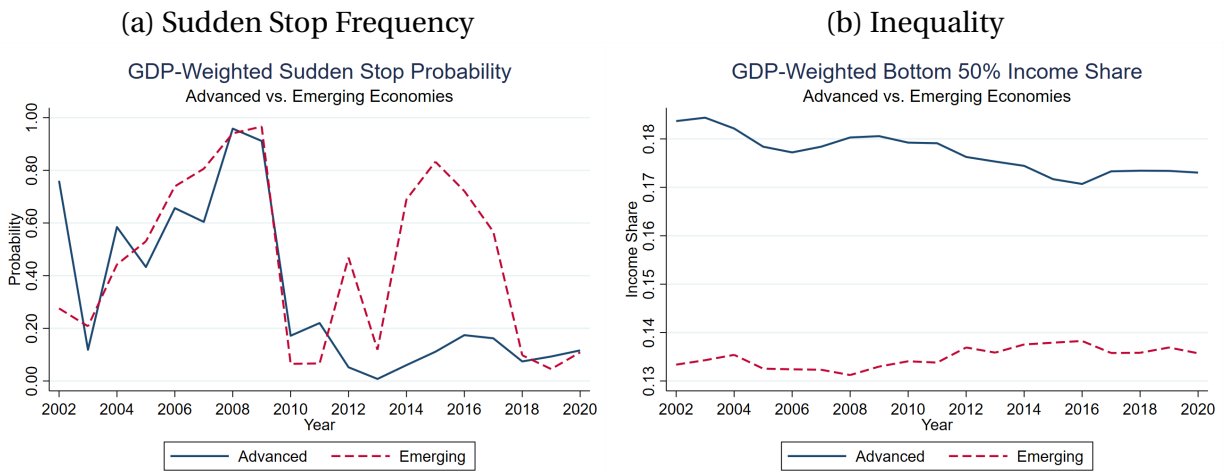 (a) Sudden Stop Frequency
GDP-Weighted Sudden Stop Probability
Advanced vs. Emerging Economies
Probability
1.00
0.80
0.60
0.40
0.20
0.00
2002 2004 2006 2008 2010 2012 2014 2016 2018 2020
Year
Advanced Emerging
(b) Inequality
GDP-Weighted Bottom 50% Income Share
Advanced vs. Emerging Economies
Income Share
0.18
0.17
0.16
0.15
0.14
0.13
2002 2004 2006 2008 2010 2012 2014 2016 2018 2020
Year
Advanced Emerging